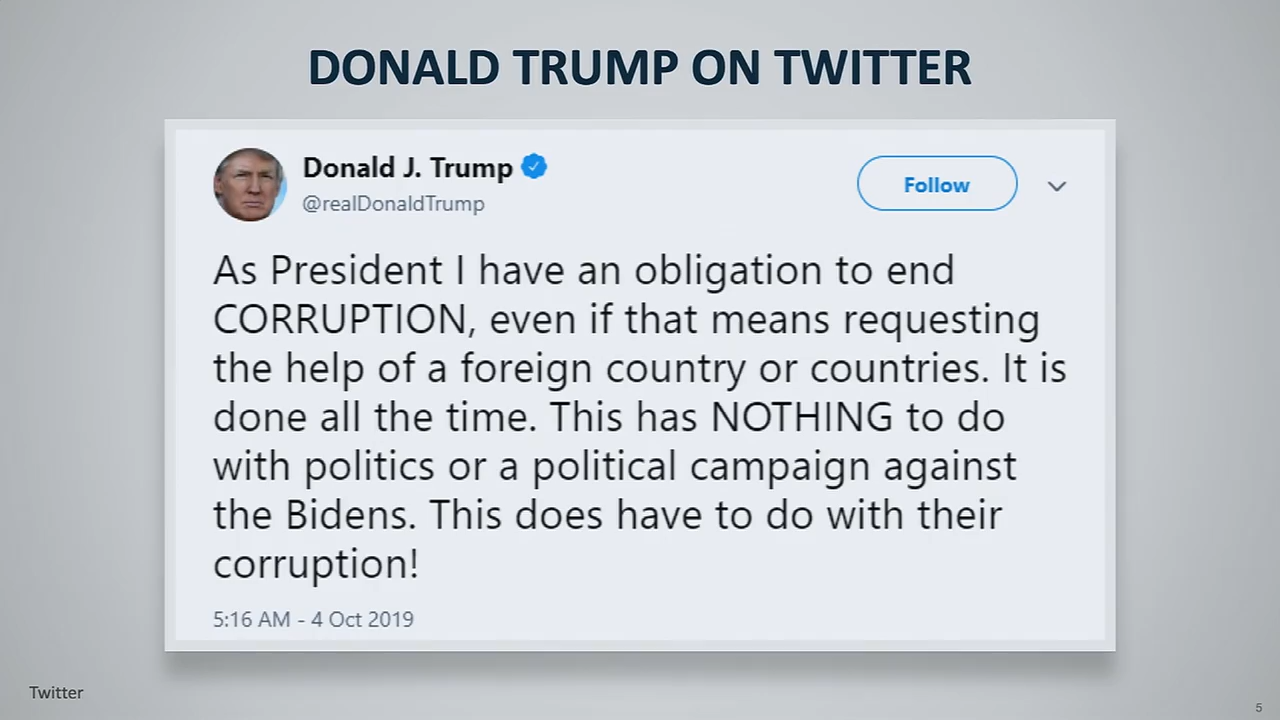 DONALD TRUMP ON TWITTER
Donald J. Trump
@realDonaldTrump
Follow
As President I have an obligation to end
CORRUPTION, even if that means requesting
the help of a foreign country or countries. It is
done all the time. This has NOTHING to do
with politics or a political campaign against
the Bidens. This does have to do with their
corruption!
5:16 AM - 4 Oct 2019
Twitter
5